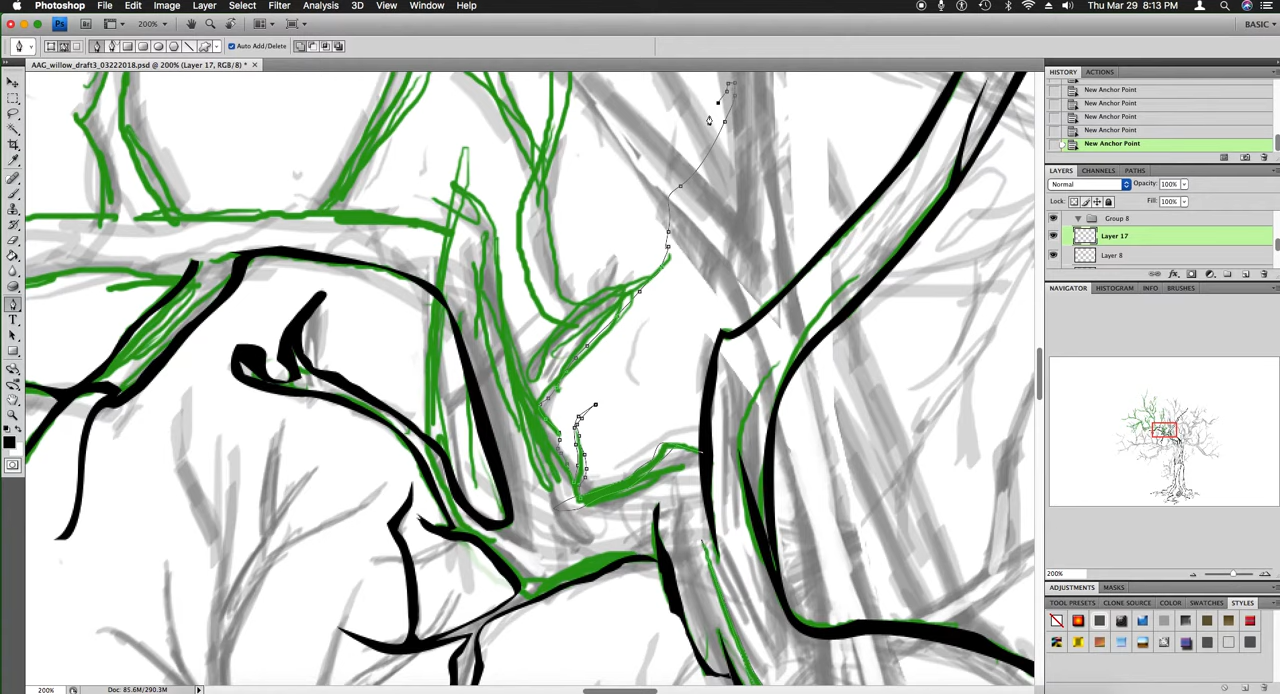 Photoshop File Edit Image Layer Select Filter Analysis 3D View Window Help Thu Mar 29 8:13 PM
200% BASIC
Auto Add/Delete
AAG_willow_draft3_03222018.psd @ 200% (Layer 17, RGB/8) *
HISTORY ACTIONS
New Anchor Point
New Anchor Point
New Anchor Point
New Anchor Point
New Anchor Point
LAYERS CHANNELS PATHS
Normal Opacity: 100%
Lock: Fill: 100%
Group 8
Layer 17
Layer 8
NAVIGATOR HISTOGRAM INFO BRUSHES
200%
ADJUSTMENTS MASKS
TOOL PRESETS CLONE SOURCE COLOR SWATCHES STYLES
200% Doc: 85.6M/290.3M